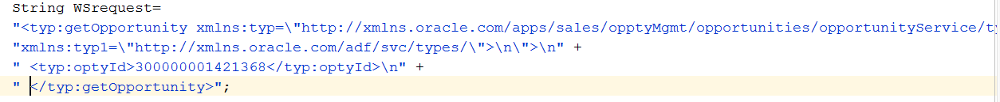 String WSrequest=
"<typ:getOpportunity xmlns:typ=\"http://xmlns.oracle.com/apps/sales/opptyMgmt/opportunities/opportunityService/t
"xmlns:typ1=\"http://xmlns.oracle.com/adf/svc/types/\">\n\">\n" +
" <typ:optyId>300000001421368</typ:optyId>\n" +
" </typ:getOpportunity>";